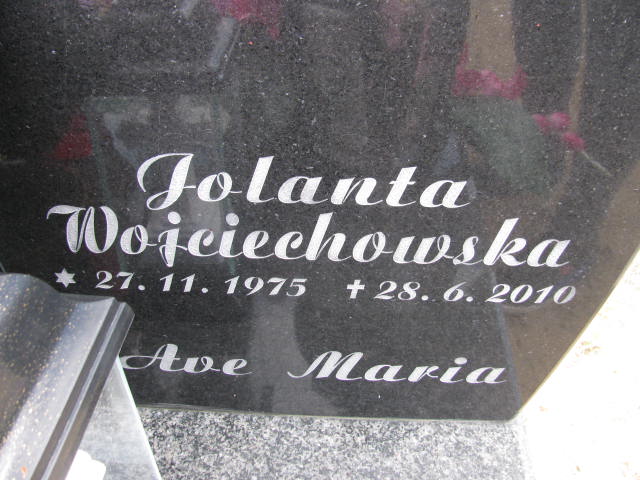 Jolanta
Wojciechowska
* 27. 11. 1975 ✝ 28. 6. 2010
Ave Maria